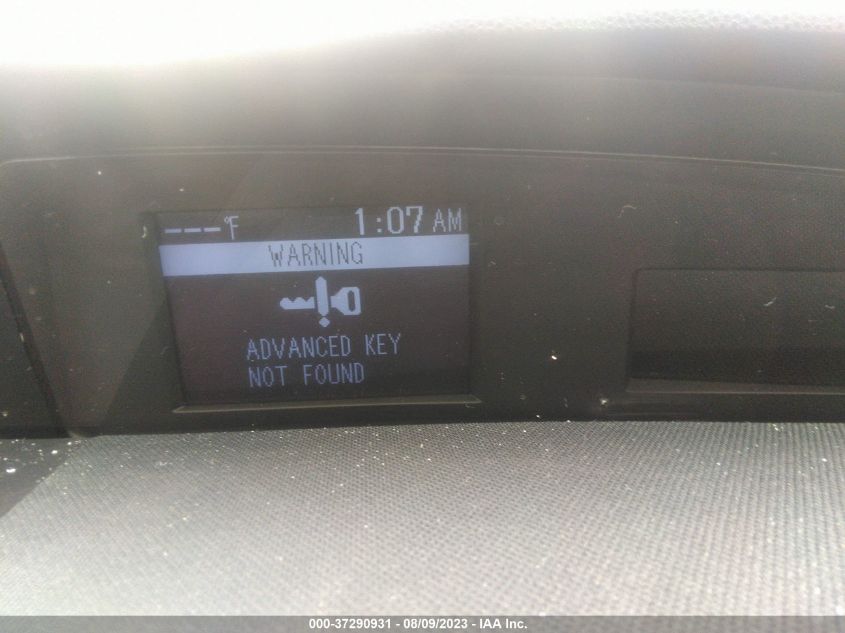 ---°F 1:07 AM
WARNING
ADVANCED KEY
NOT FOUND
000-37290931 - 08/09/2023 - IAA Inc.